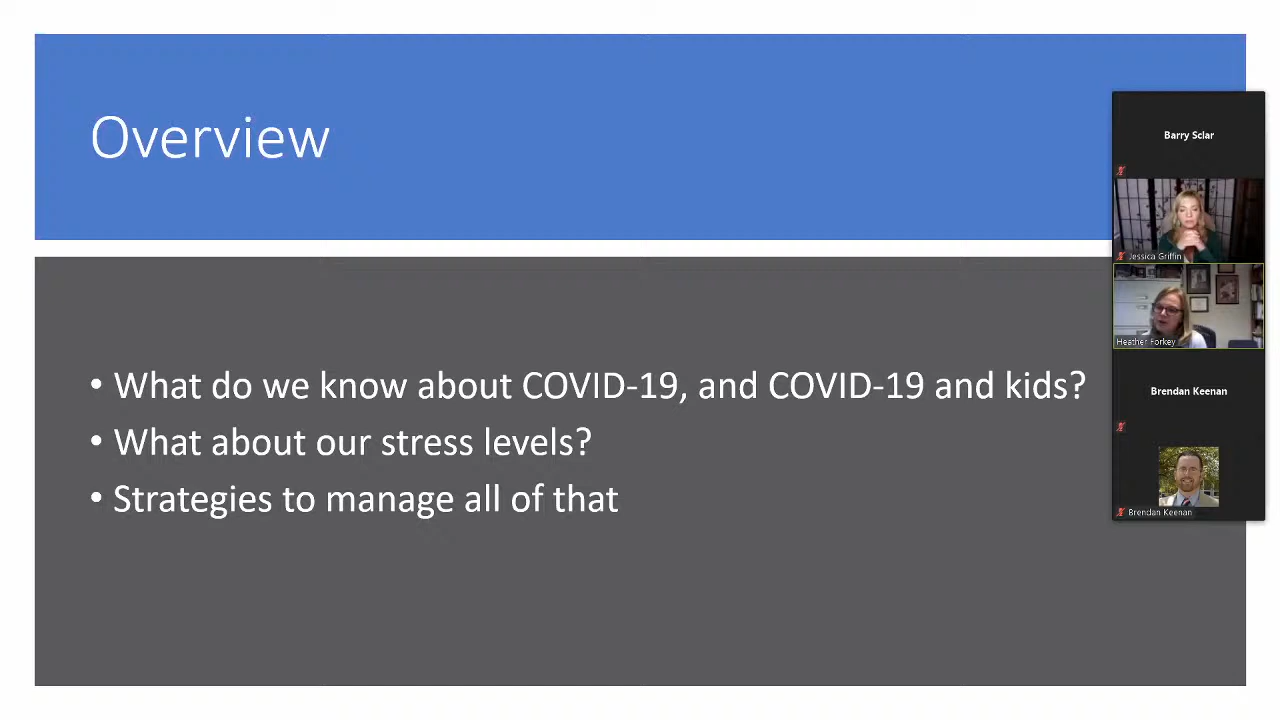 Overview
• What do we know about COVID-19, and COVID-19 and kids?
• What about our stress levels?
• Strategies to manage all of that
Barry Sclar
Jessica Griffin
Heather Forkey
Brendan Keenan
Brendan Keenan